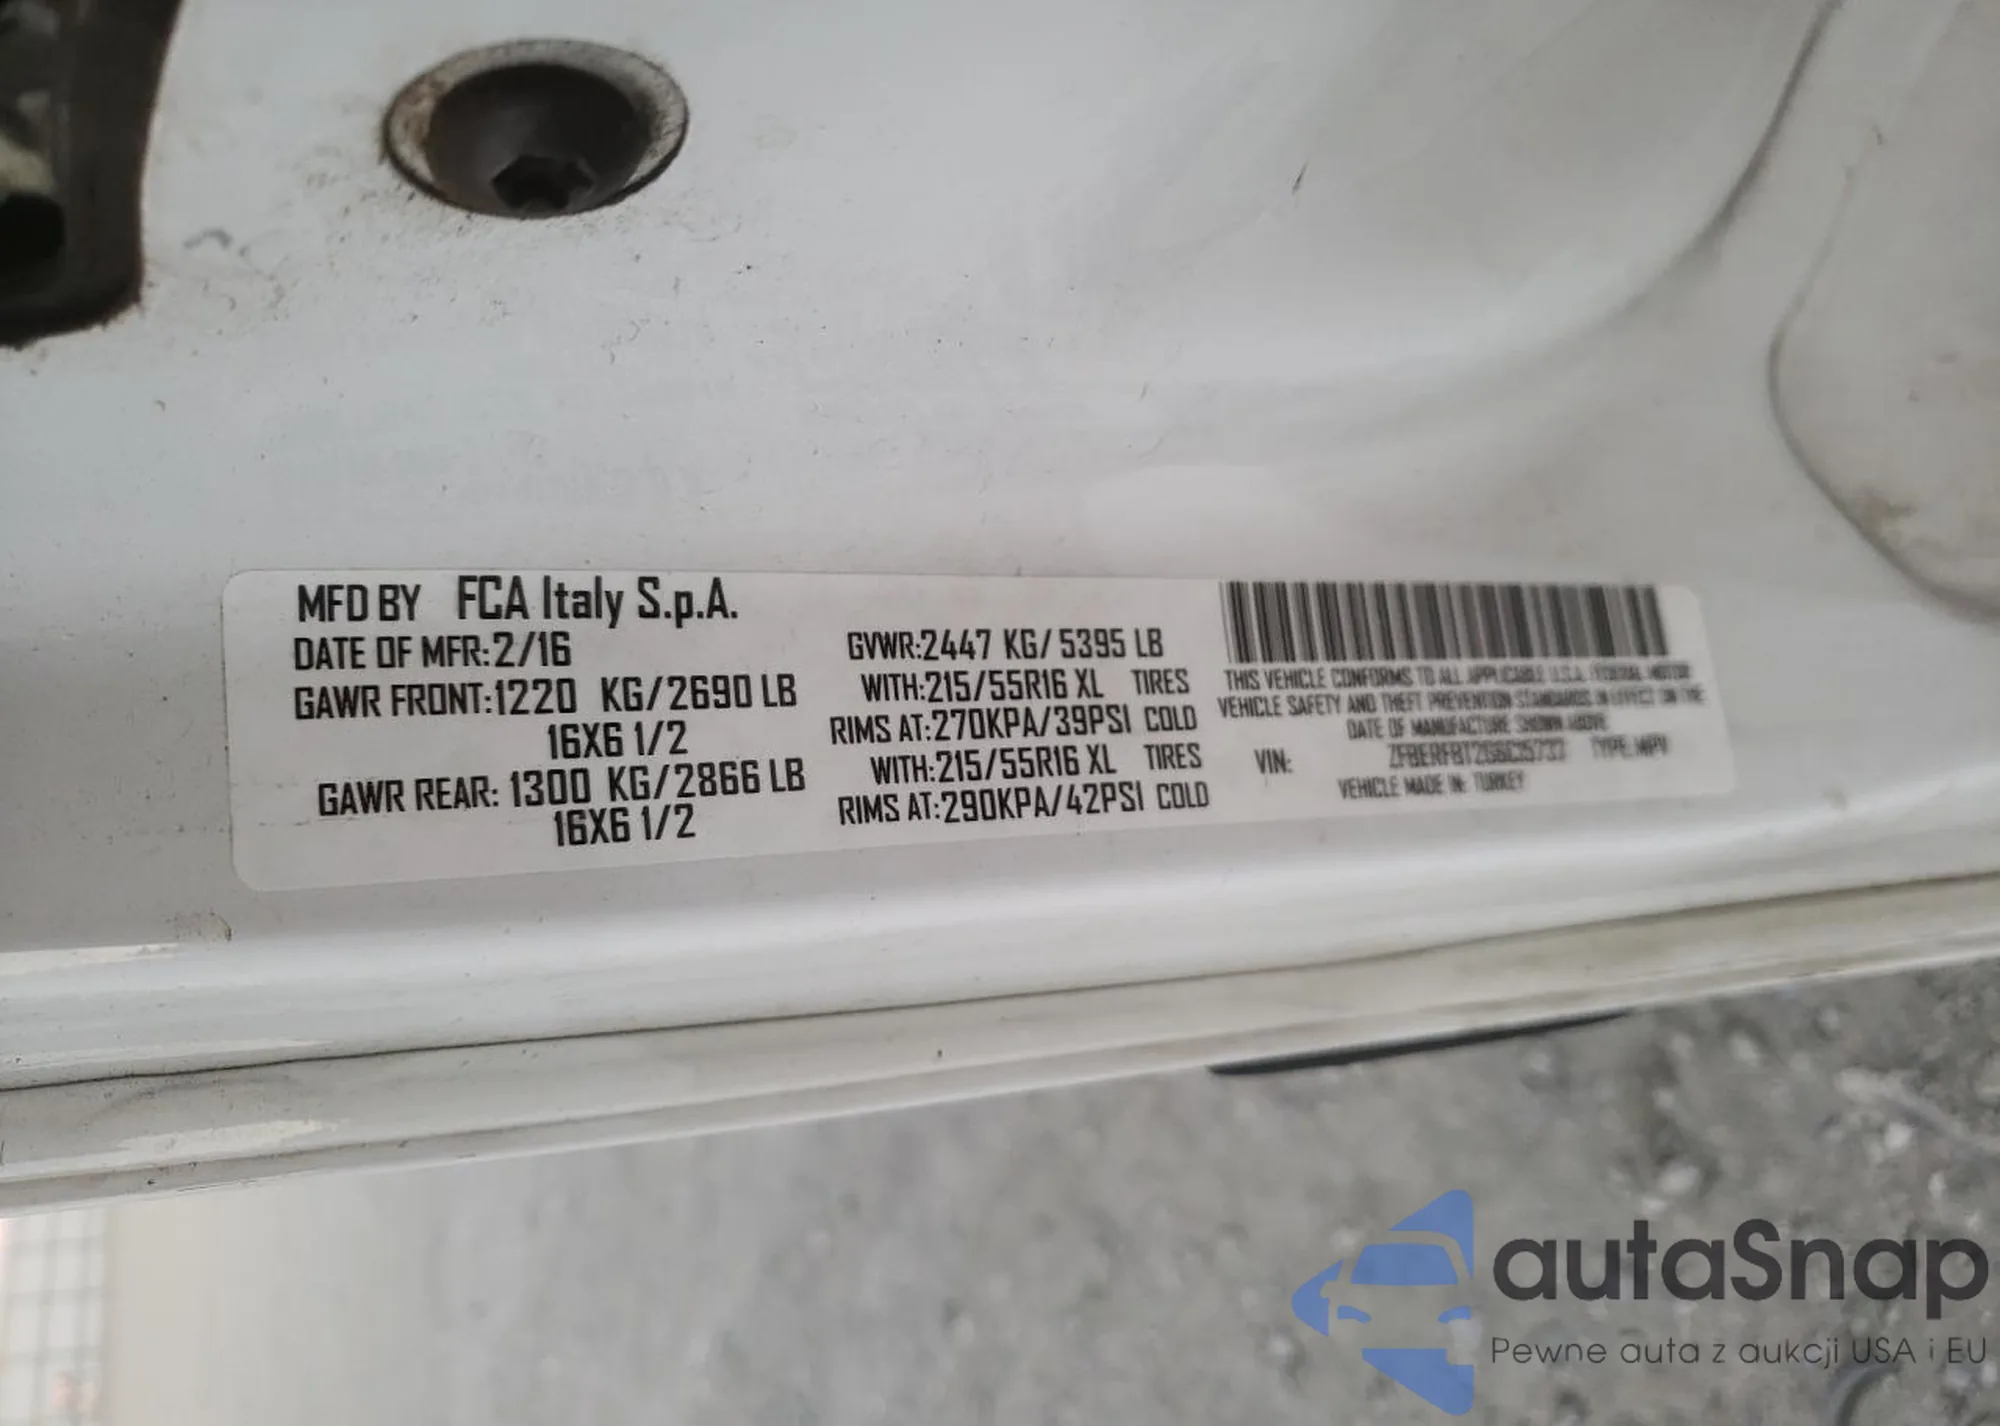 MFD BY FCA Italy S.p.A.
DATE OF MFR:2/16
GAWR FRONT:1220 KG/2690 LB
16X6 1/2
GAWR REAR: 1300 KG/2866 LB
16X6 1/2
GVWR:2447 KG/5395 LB
WITH:215/55R16 XL TIRES
RIMS AT:270KPA/39PSI COLD
WITH:215/55R16 XL TIRES
RIMS AT:290KPA/42PSI COLD
THIS VEHICLE CONFORMS TO ALL APPLICABLE U.S.A. FEDERAL MOTOR
VEHICLE SAFETY AND THEFT PREVENTION STANDARDS IN EFFECT ON THE
DATE OF MANUFACTURE SHOWN ABOVE
VIN: TYPE: MPV
VEHICLE MADE IN: TURKEY
autaSnap
Pewne auta z aukcji USA i EU